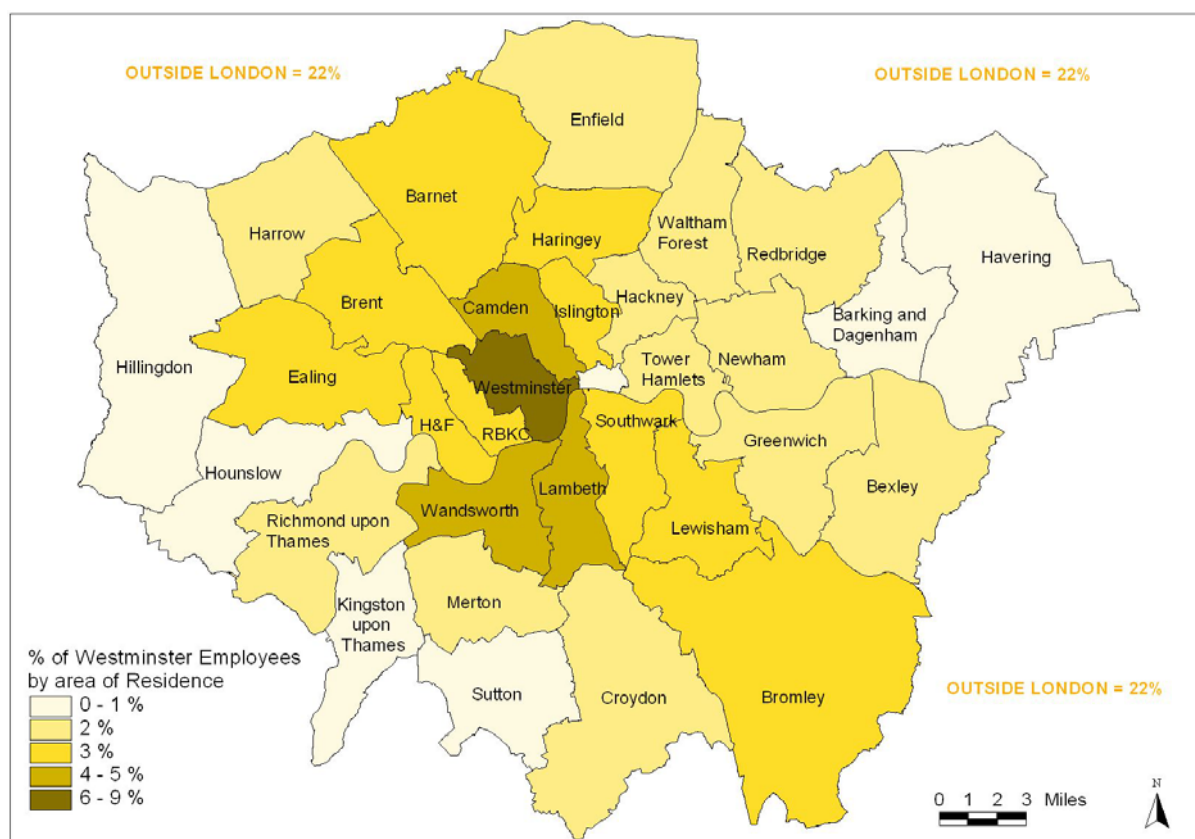 OUTSIDE LONDON = 22%
OUTSIDE LONDON = 22%
Enfield
Barnet
Harrow
Haringey
Waltham
Forest
Redbridge
Havering
Brent
Camden
Islington
Hackney
Barking and
Dagenham
Hillingdon
Ealing
Westminster
Tower
Hamlets
Newham
H&F
RBKC
Southwark
Greenwich
Hounslow
Bexley
Wandsworth
Lambeth
Richmond upon
Thames
Lewisham
Kingston
upon
Thames
Merton
Sutton
Croydon
Bromley
OUTSIDE LONDON = 22%
% of Westminster Employees
by area of Residence
0 - 1 %
2 %
3 %
4 - 5 %
6 - 9 %
0 1 2 3 Miles
N